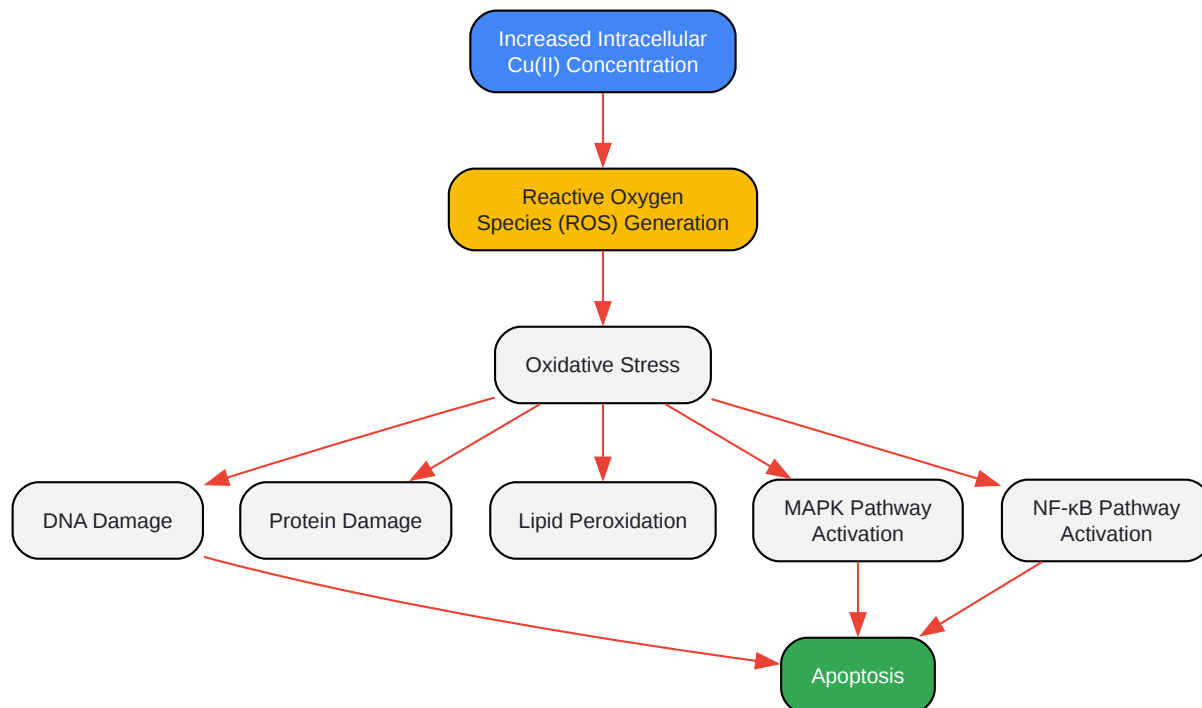 Increased Intracellular
Cu(II) Concentration
Reactive Oxygen
Species (ROS) Generation
Oxidative Stress
DNA Damage
Protein Damage
Lipid Peroxidation
MAPK Pathway
Activation
NF-κB Pathway
Activation
Apoptosis